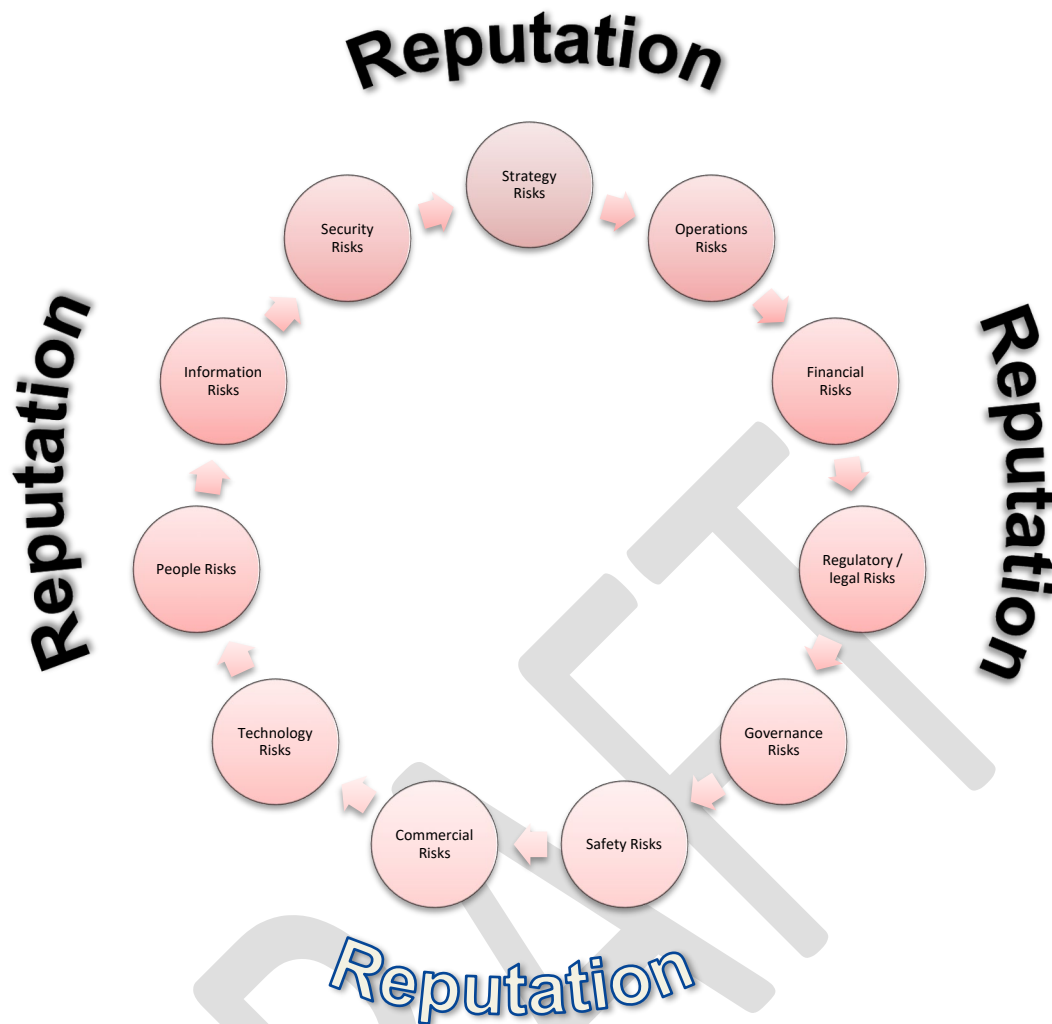 Reputation
Strategy
Risks
Operations
Risks
Financial
Risks
Regulatory /
legal Risks
Governance
Risks
Safety Risks
Commercial
Risks
Technology
Risks
People Risks
Information
Risks
Security
Risks
Reputation
Reputation
Reputation
DRAFT